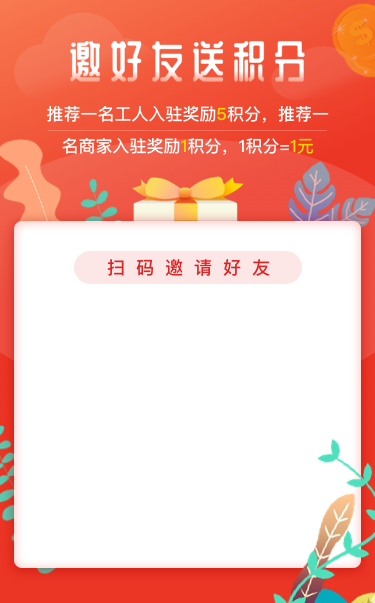 邀好友送积分
推荐一名工人入驻奖励5积分，推荐一
名商家入驻奖励1积分，1积分=1元
扫码邀请好友